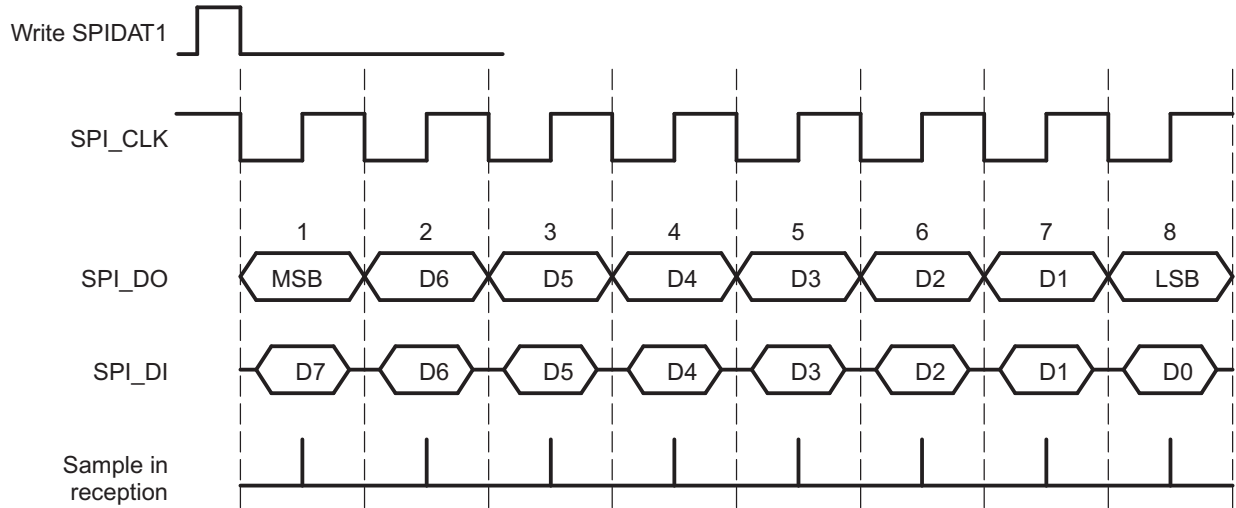 Write SPIDAT1
SPI_CLK
1 2 3 4 5 6 7 8
SPI_DO MSB D6 D5 D4 D3 D2 D1 LSB
SPI_DI D7 D6 D5 D4 D3 D2 D1 D0
Sample in
reception